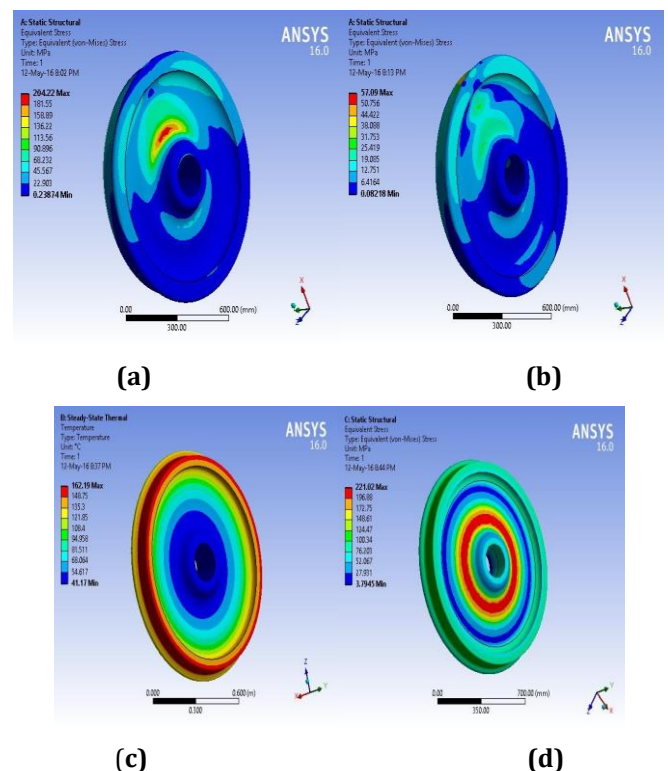 A: Static Structural
Equivalent Stress
Type: Equivalent (von-Mises) Stress
Unit: MPa
Time: 1
12-May-16 8:02 PM
204.22 Max
181.55
158.89
136.22
113.56
90.896
68.232
45.567
22.903
0.23874 Min
ANSYS
16.0
0.00
600.00 (mm)
300.00
X
Z
(a)
A: Static Structural
Equivalent Stress
Type: Equivalent (von-Mises) Stress
Unit: MPa
Time: 1
12-May-16 8:13 PM
57.09 Max
50.756
44.422
38.088
31.753
25.419
19.085
12.751
6.4164
0.08218 Min
ANSYS
16.0
0.00
600.00 (mm)
300.00
X
Z
(b)
B: Steady-State Thermal
Temperature
Type: Temperature
Unit: °C
Time: 1
12-May-16 8:37 PM
162.19 Max
148.75
135.3
121.85
108.4
94.958
81.511
68.064
54.617
41.17 Min
ANSYS
16.0
0.000
0.600 (m)
0.300
Z
Y
X
(c)
C: Static Structural
Equivalent Stress
Type: Equivalent (von-Mises) Stress
Unit: MPa
Time: 1
12-May-16 8:44 PM
221.02 Max
196.88
172.75
148.61
124.47
100.34
76.201
52.067
27.931
3.7945 Min
ANSYS
16.0
0.00
700.00 (mm)
350.00
Y
Z
X
(d)